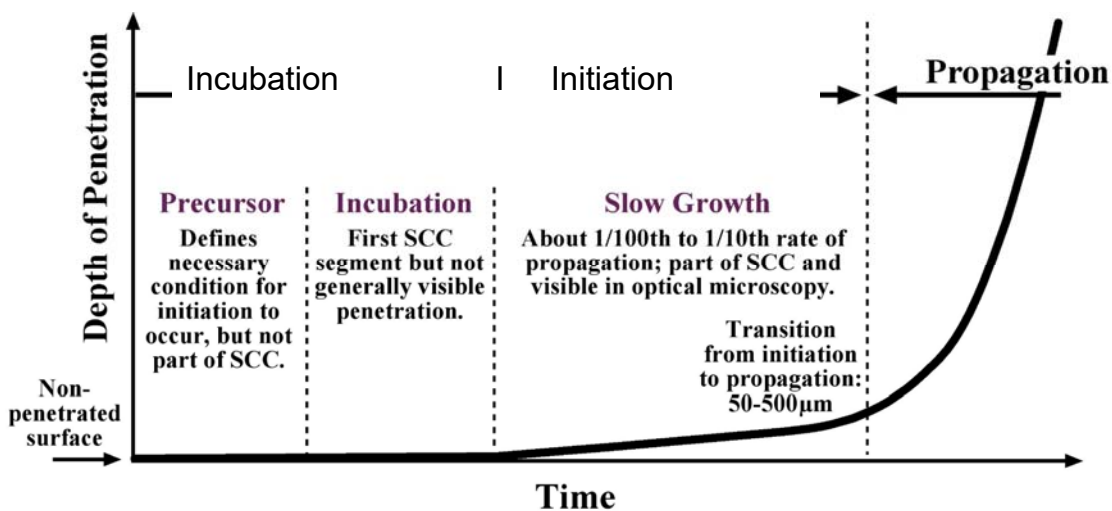 Depth of Penetration
Incubation I Initiation
Propagation
Precursor
Defines
necessary
condition for
initiation to
occur, but not
part of SCC.
Incubation
First SCC
segment but not
generally visible
penetration.
Slow Growth
About 1/100th to 1/10th rate of
propagation; part of SCC and
visible in optical microscopy.
Transition
from initiation
to propagation:
50-500µm
Non-
penetrated
surface
Time